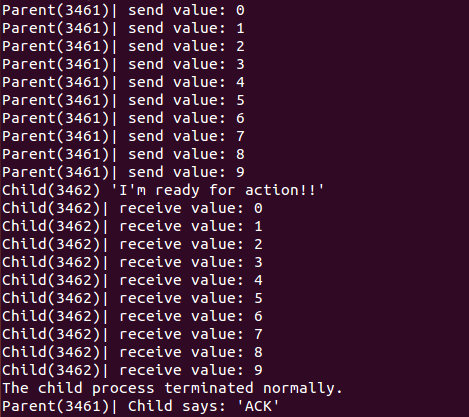 Parent(3461)| send value: 0
Parent(3461)| send value: 1
Parent(3461)| send value: 2
Parent(3461)| send value: 3
Parent(3461)| send value: 4
Parent(3461)| send value: 5
Parent(3461)| send value: 6
Parent(3461)| send value: 7
Parent(3461)| send value: 8
Parent(3461)| send value: 9
Child(3462) 'I'm ready for action!!'
Child(3462)| receive value: 0
Child(3462)| receive value: 1
Child(3462)| receive value: 2
Child(3462)| receive value: 3
Child(3462)| receive value: 4
Child(3462)| receive value: 5
Child(3462)| receive value: 6
Child(3462)| receive value: 7
Child(3462)| receive value: 8
Child(3462)| receive value: 9
The child process terminated normally.
Parent(3461)| Child says: 'ACK'